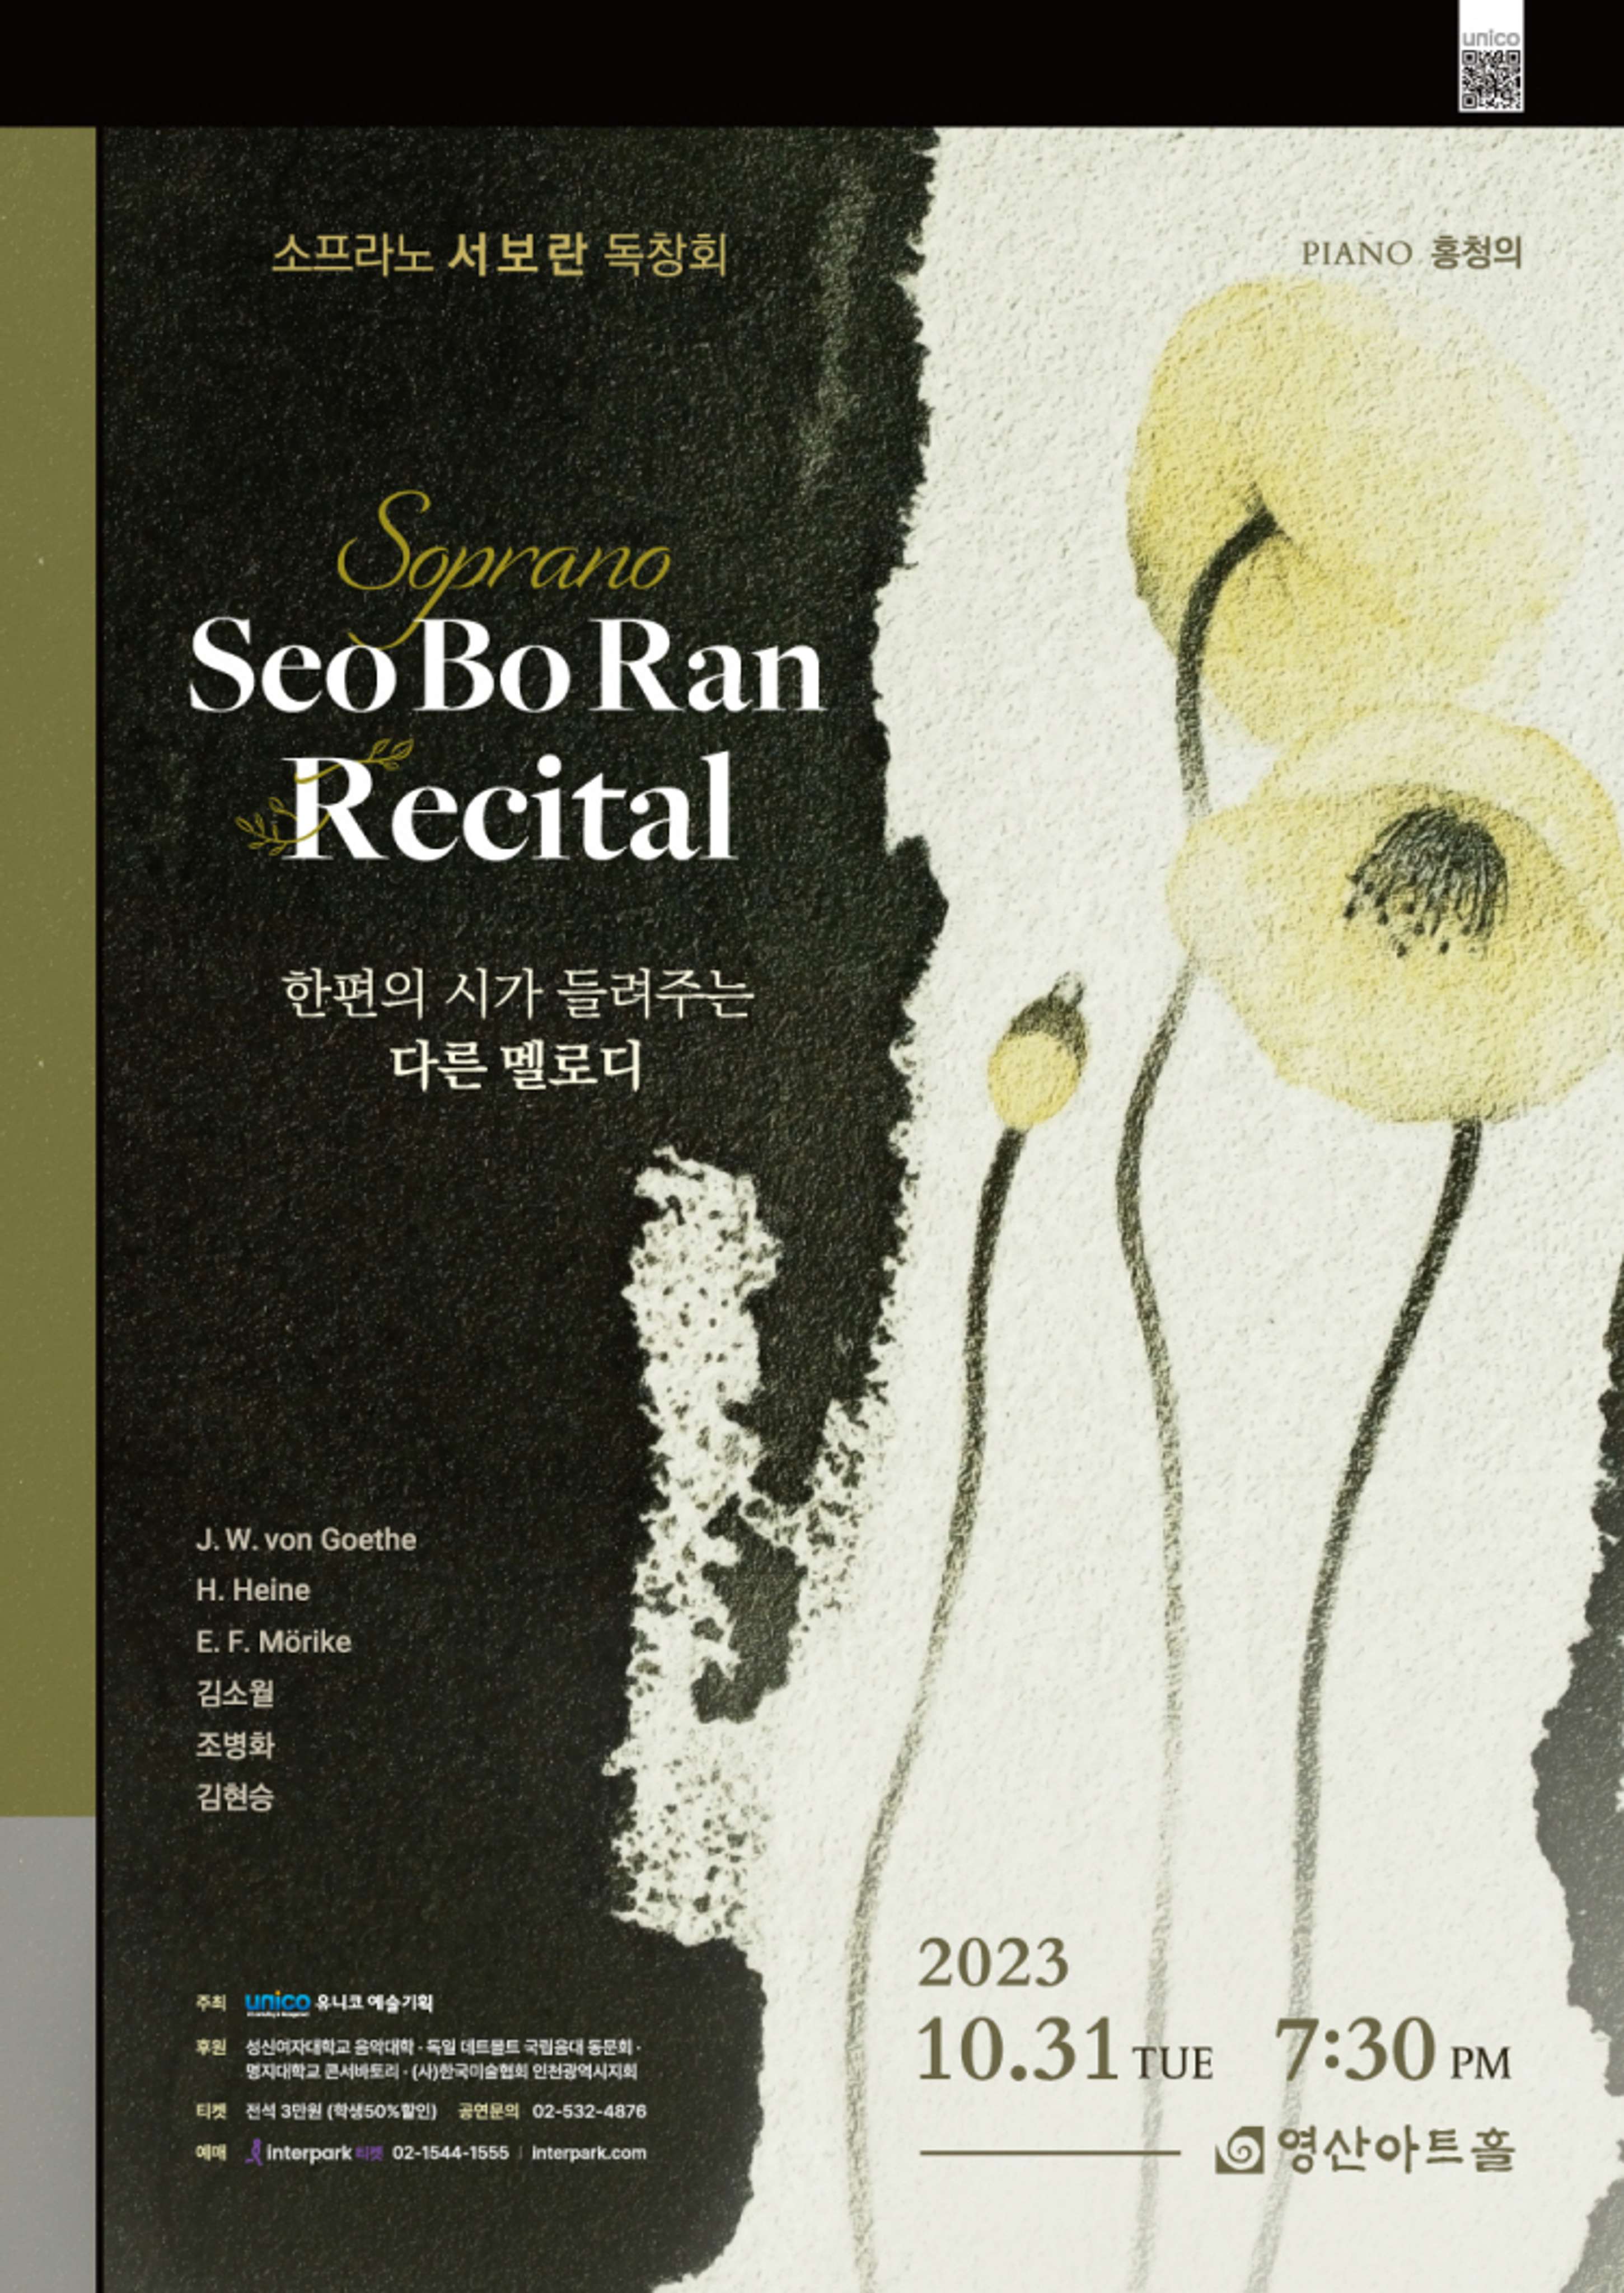 unico
소프라노 서보란 독창회
PIANO 홍청의
Soprano
Seo Bo Ran
Recital
한편의 시가 들려주는
다른 멜로디
J. W. von Goethe
H. Heine
E. F. Mörike
김소월
조병화
김현승
주최 unico 유니코 예술기획
후원 성신여자대학교 음악대학 · 독일 데트몰트 국립음대 동문회 ·
명지대학교 콘서바토리 · (사)한국미술협회 인천광역시지회
티켓 전석 3만원 (학생50%할인) 공연문의 02-532-4876
예매 interpark 티켓 02-1544-1555 | interpark.com
2023
10.31 TUE 7:30 PM
영산아트홀